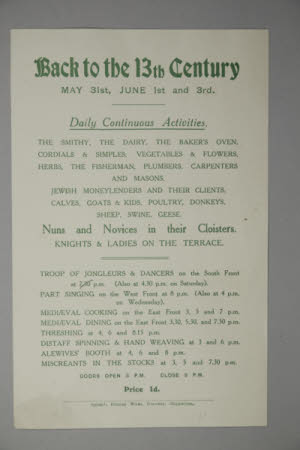 Back to the 13th Century
MAY 31st, JUNE 1st and 3rd.
Daily Continuous Activities.
THE SMITHY, THE DAIRY, THE BAKER'S OVEN,
CORDIALS & SIMPLES, VEGETABLES & FLOWERS,
HERBS, THE FISHERMAN, PLUMBERS, CARPENTERS
AND MASONS.
JEWISH MONEYLENDERS AND THEIR CLIENTS,
CALVES, GOATS & KIDS, POULTRY, DONKEYS,
SHEEP, SWINE, GEESE.
Nuns and Novices in their Cloisters.
KNIGHTS & LADIES ON THE TERRACE.
TROOP OF JONGLEURS & DANCERS on the South Front
at p.m. (Also at 4.30 p.m. on Saturday).
PART SINGING on the West Front at 8 p.m. (Also at 4 p.m.
on Wednesday).
MEDIÆVAL COOKING on the East Front 3, 5 and 7 p.m.
MEDIÆVAL DINING on the East Front 3.30, 5.30, and 7.30 p.m.
THRESHING at 4, 6 and 8.15 p.m.
DISTAFF SPINNING & HAND WEAVING at 3 and 6 p.m.
ALEWIVES' BOOTH at 4, 6 and 8 p.m.
MISCREANTS IN THE STOCKS at 3, 5 and 7.30 p.m.
DOORS OPEN 3 P.M. CLOSE 9 P.M.
Price 1d.